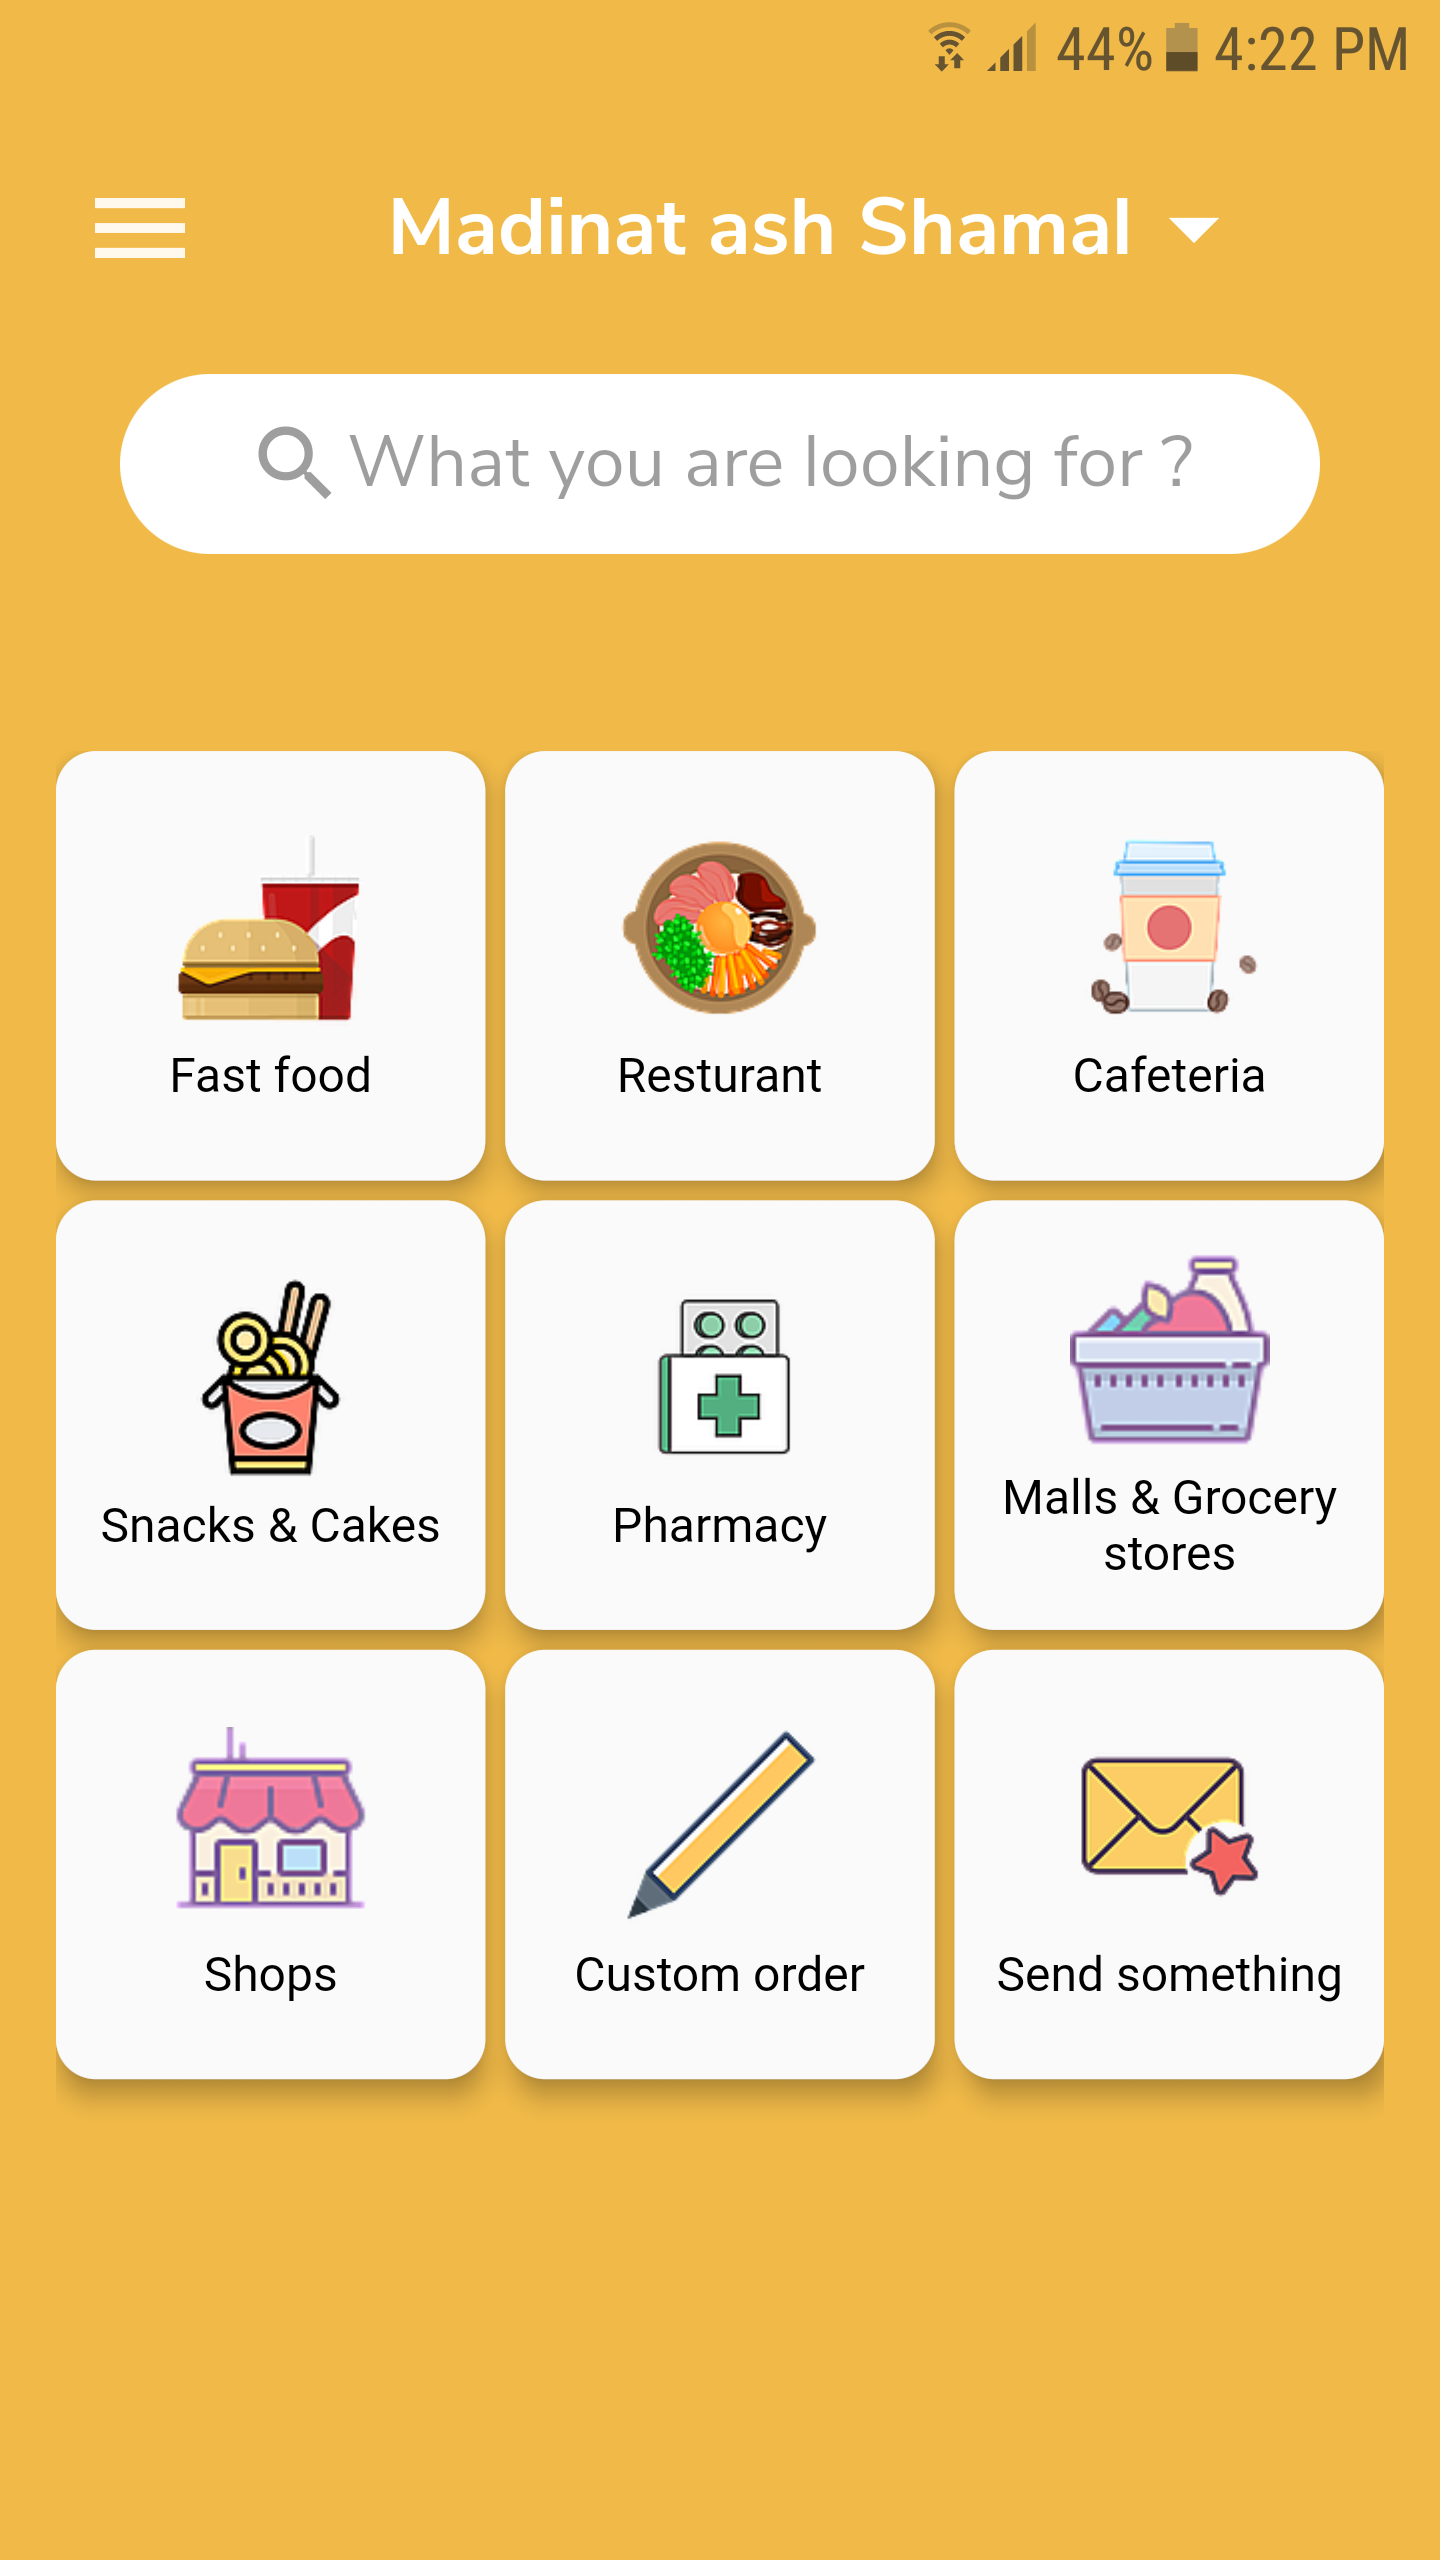 44% 4:22 PM
Madinat ash Shamal
What you are looking for ?
Fast food
Resturant
Cafeteria
Snacks & Cakes
Pharmacy
Malls & Grocery
stores
Shops
Custom order
Send something